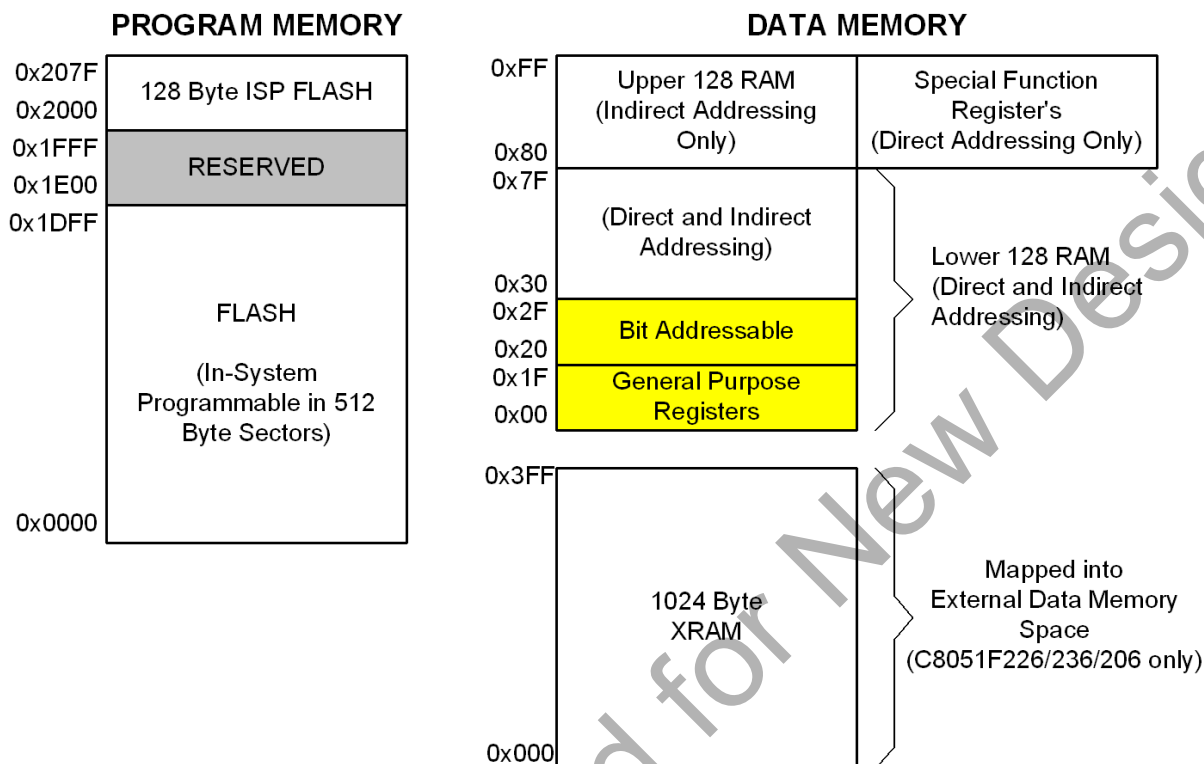 PROGRAM MEMORY
0x207F
0x2000
128 Byte ISP FLASH
0x1FFF
0x1E00
RESERVED
0x1DFF
FLASH
(In-System
Programmable in 512
Byte Sectors)
0x0000
DATA MEMORY
0xFF
Upper 128 RAM
(Indirect Addressing
Only)
0x80
Special Function
Register's
(Direct Addressing Only)
0x7F
(Direct and Indirect
Addressing)
0x30
0x2F
Bit Addressable
0x20
0x1F
General Purpose
Registers
0x00
Lower 128 RAM
(Direct and Indirect
Addressing)
0x3FF
1024 Byte
XRAM
0x000
Mapped into
External Data Memory
Space
(C8051F226/236/206 only)
for New Desig